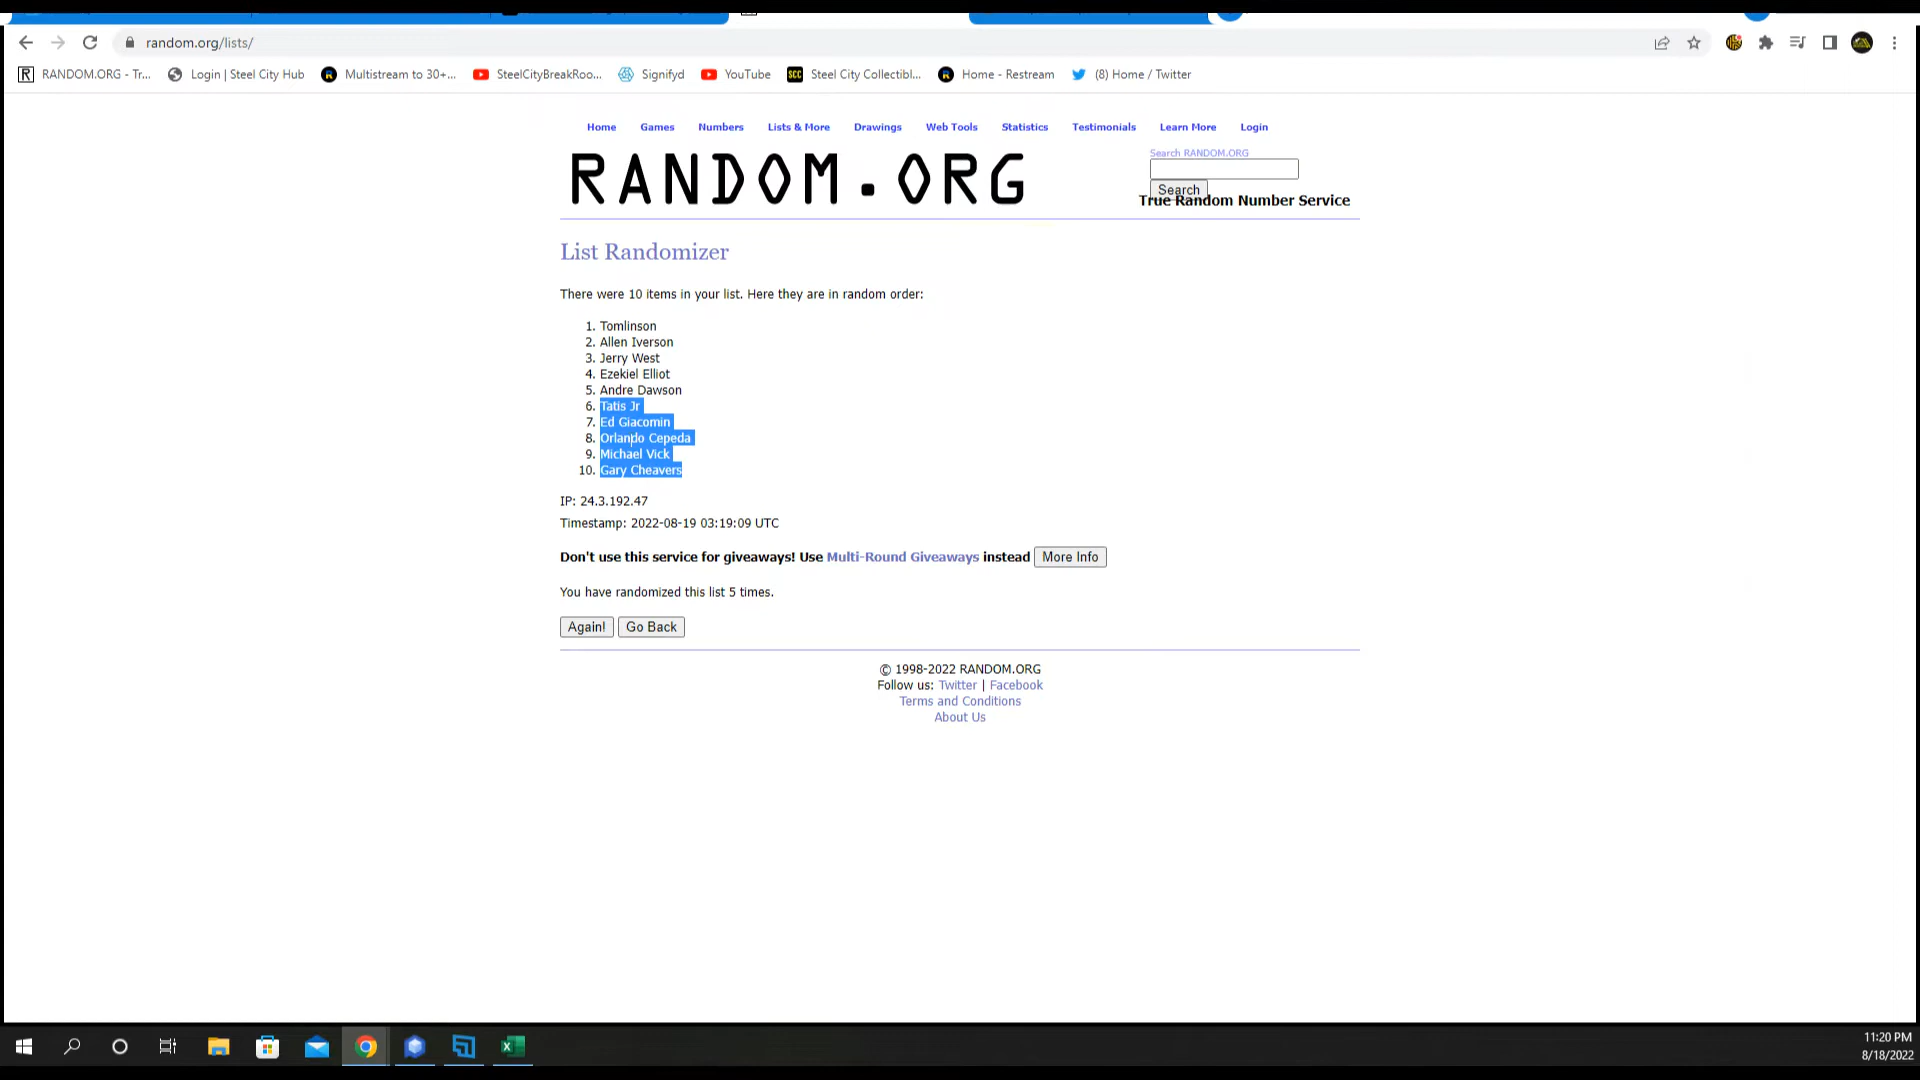 random.org/lists/
RANDOM.ORG - Tr... Login | Steel City Hub Multistream to 30+... SteelCityBreakRoo... Signifyd YouTube SCC Steel City Collectibl... Home - Restream (8) Home / Twitter
Home Games Numbers Lists & More Drawings Web Tools Statistics Testimonials Learn More Login
RANDOM.ORG
Search RANDOM.ORG
Search
True Random Number Service
List Randomizer
There were 10 items in your list. Here they are in random order:
1. Tomlinson
2. Allen Iverson
3. Jerry West
4. Ezekiel Elliot
5. Andre Dawson
6. Tatis Jr
7. Ed Giacomin
8. Orlando Cepeda
9. Michael Vick
10. Gary Cheavers
IP: 24.3.192.47
Timestamp: 2022-08-19 03:19:09 UTC
Don't use this service for giveaways! Use Multi-Round Giveaways instead More Info
You have randomized this list 5 times.
Again! Go Back
© 1998-2022 RANDOM.ORG
Follow us: Twitter | Facebook
Terms and Conditions
About Us
11:20 PM
8/18/2022